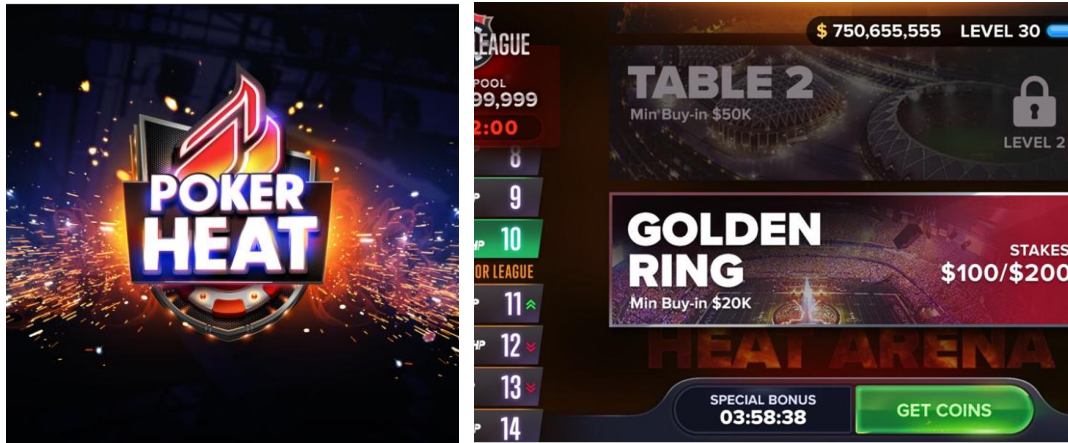 POKER
HEAT
LEAGUE
POOL
99,999
2:00
8
9
HP 10
OR LEAGUE
11
HP 12
13
14
$ 750,655,555 LEVEL 30
TABLE 2
Min Buy-in $50K
LEVEL 2
GOLDEN
RING
Min Buy-in $20K
STAKES
$100/$200
HEAT ARENA
SPECIAL BONUS
03:58:38
GET COINS